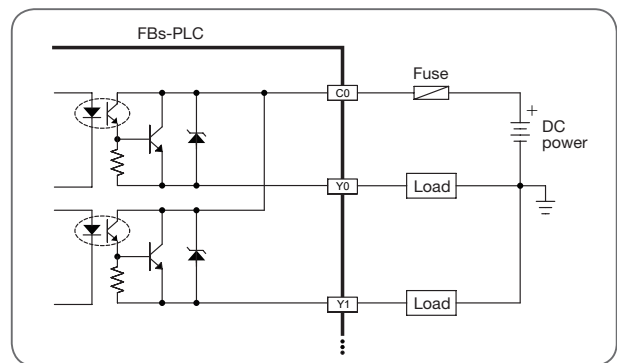 FBs-PLC
C0
Fuse
+
DC
power
Y0
Load
Y1
Load